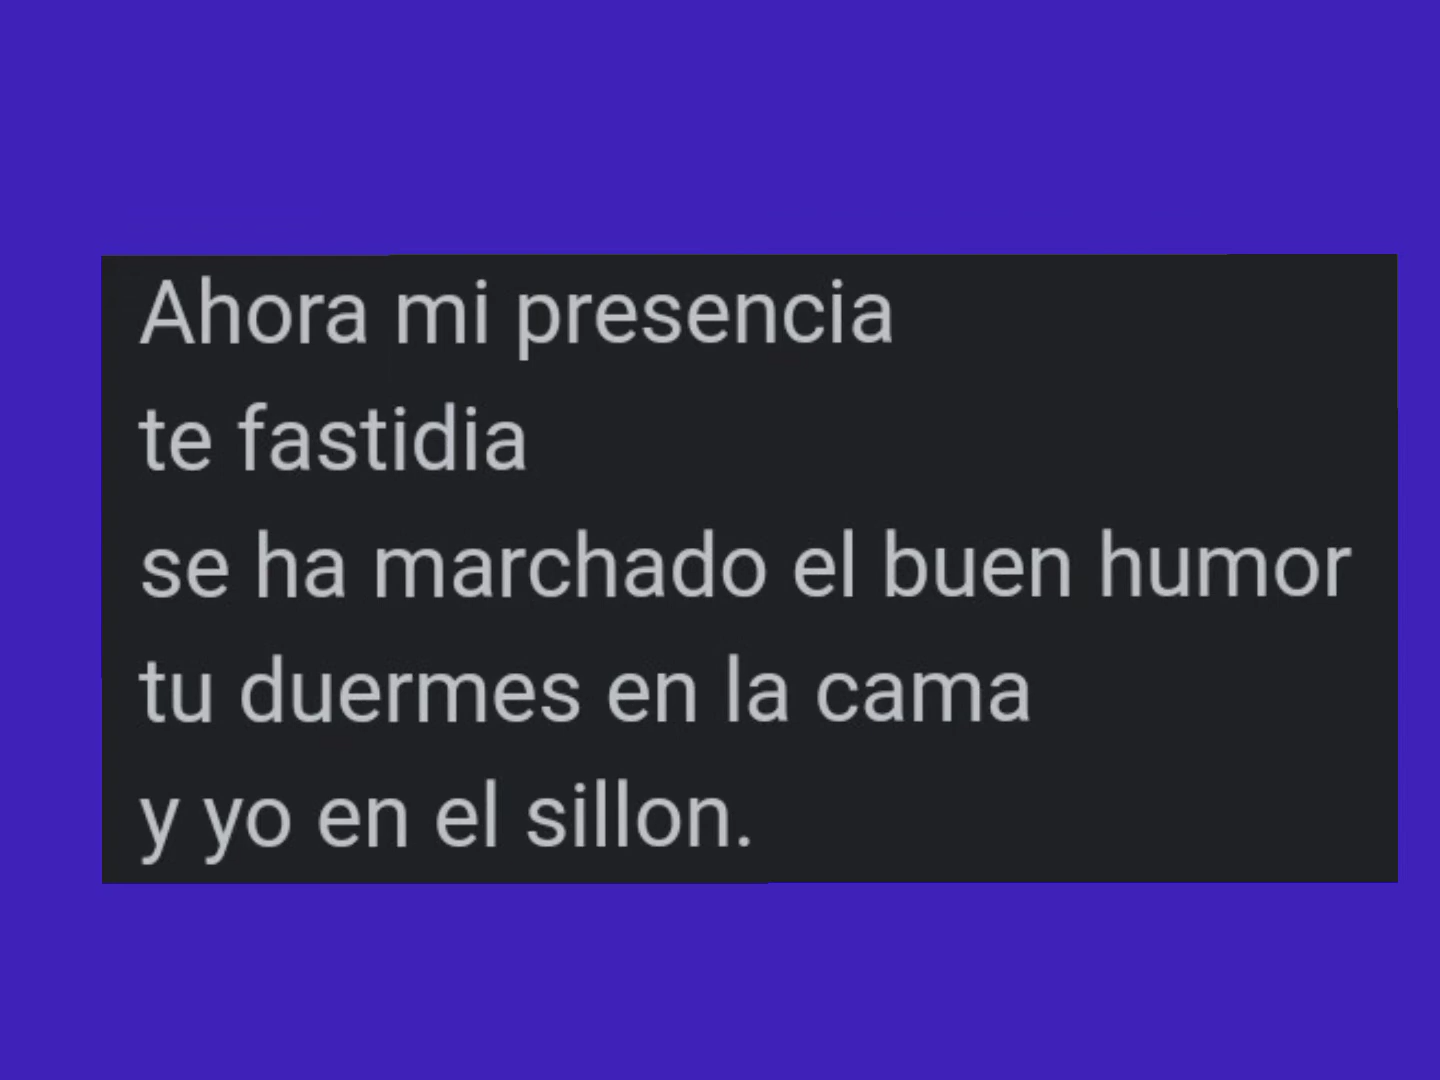 Ahora mi presencia
te fastidia
se ha marchado el buen humor
tu duermes en la cama
y yo en el sillon.